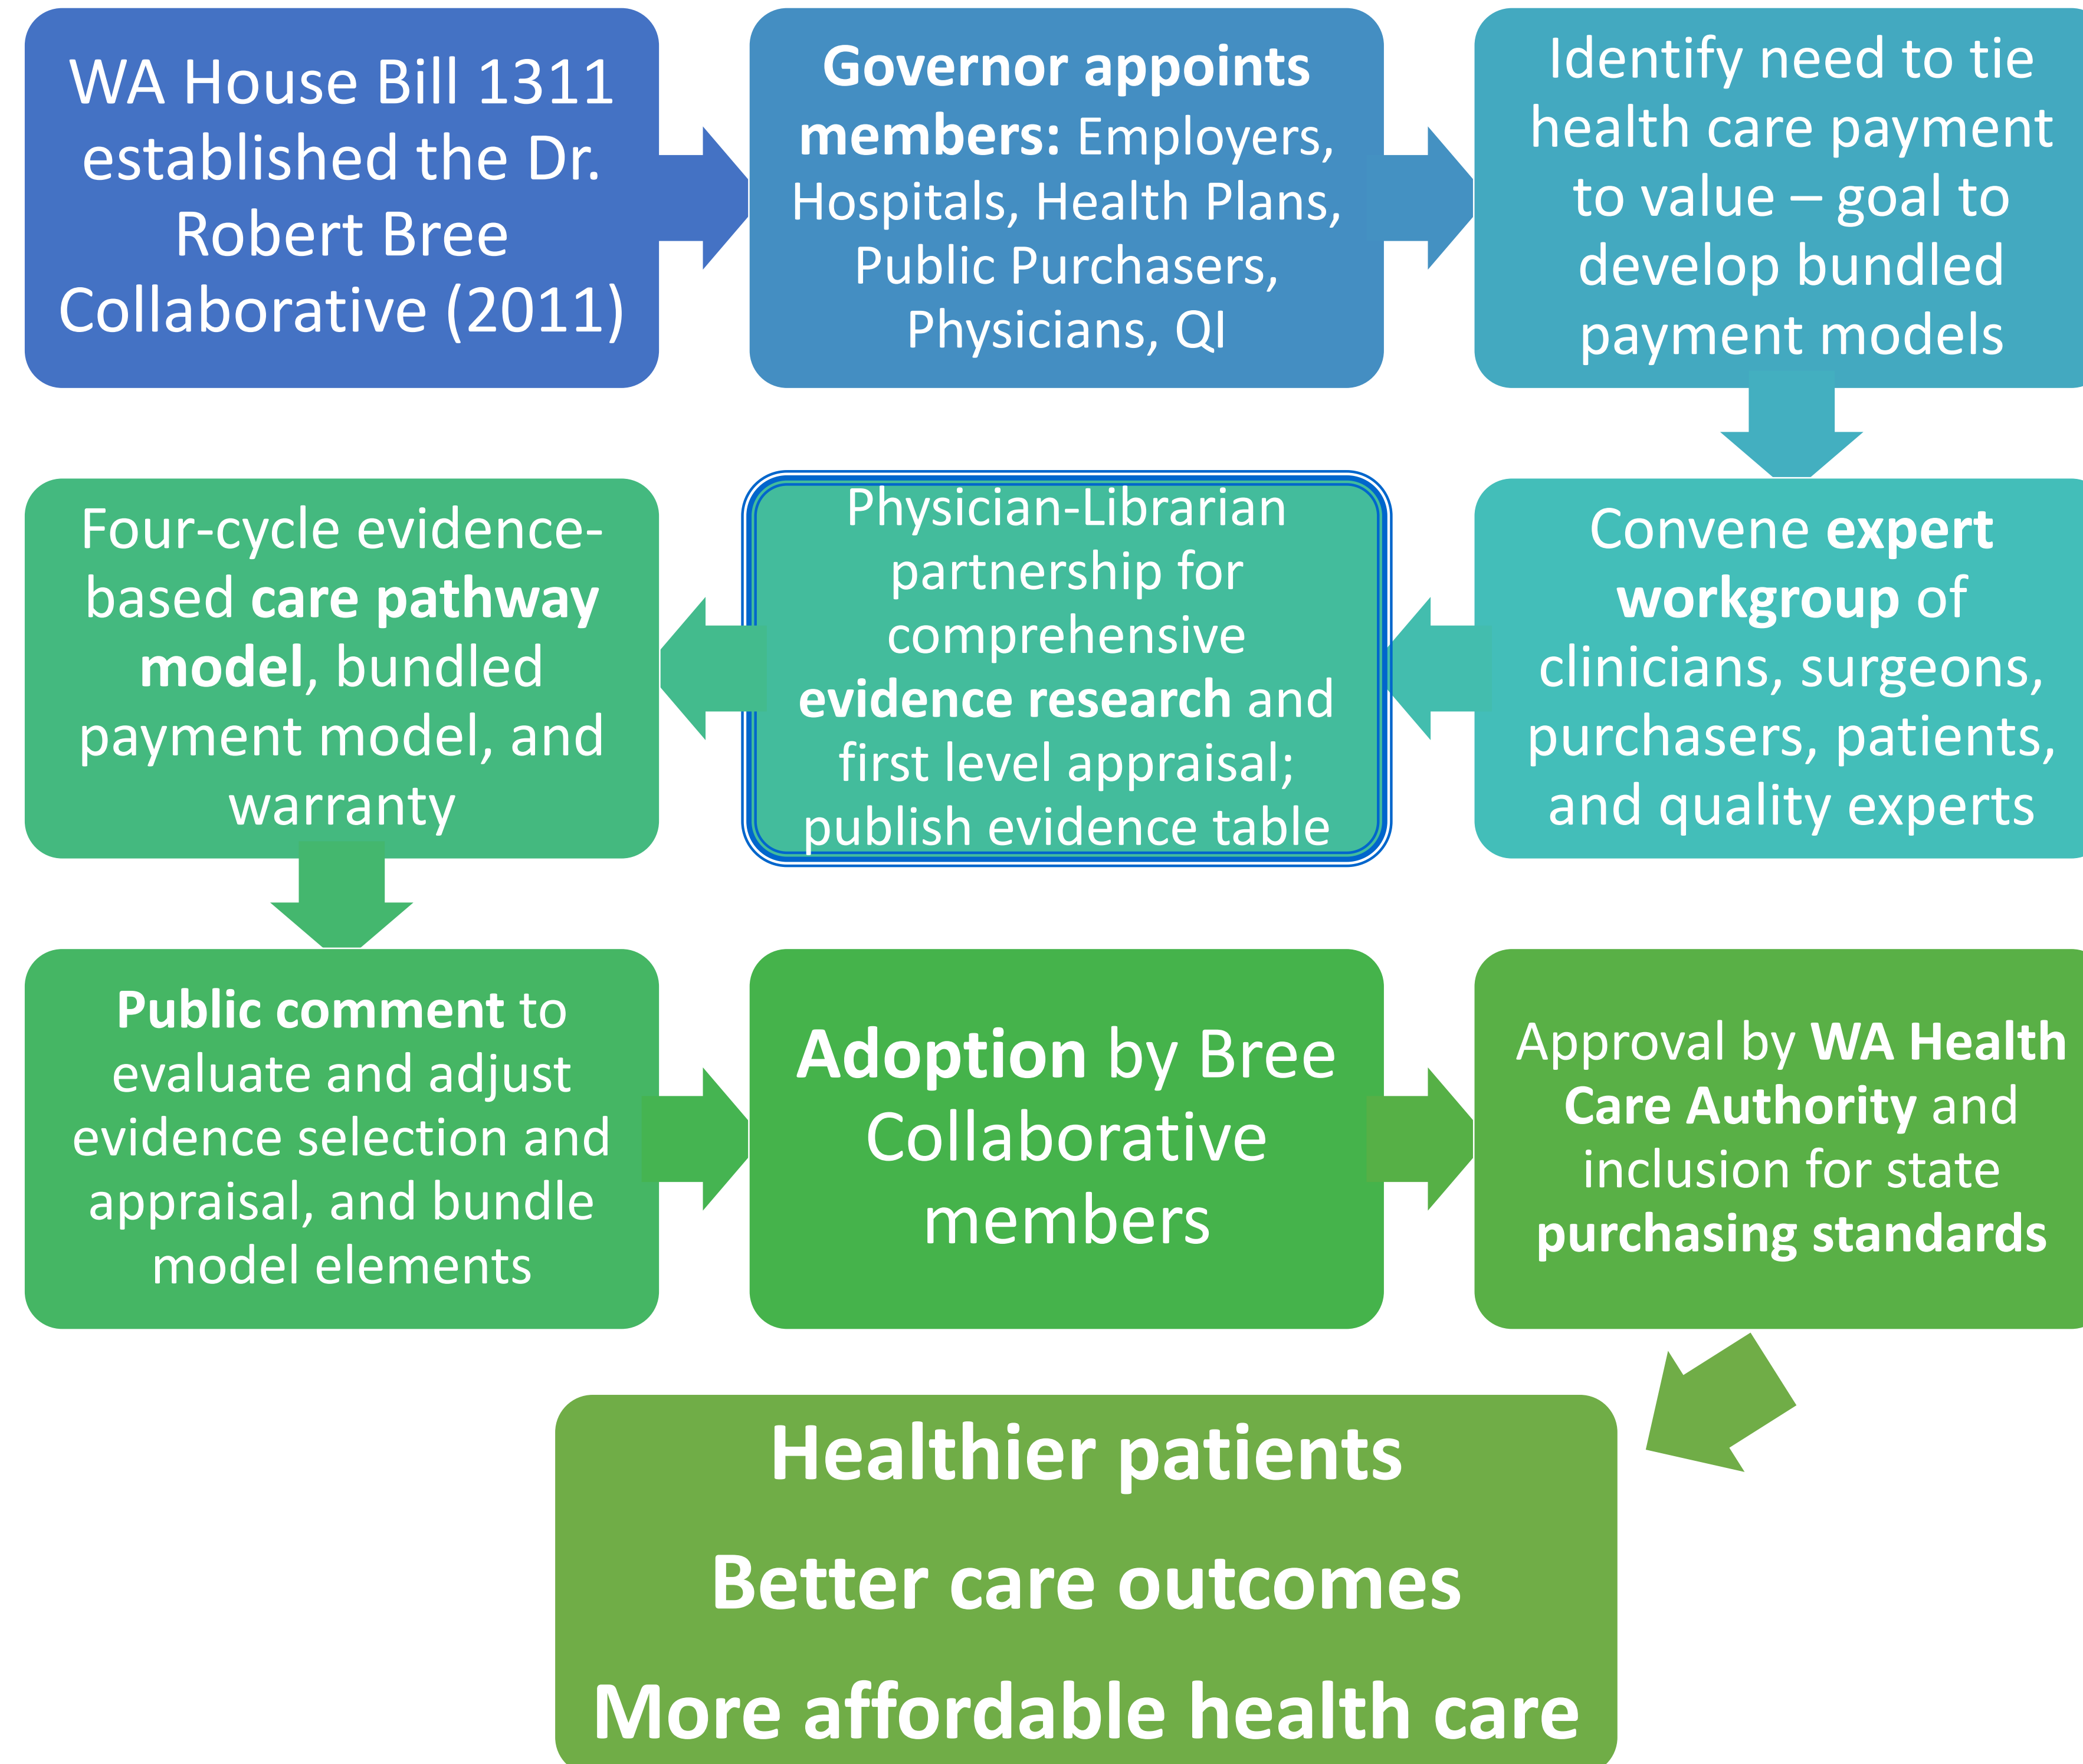 WA House Bill 1311
established the Dr.
Robert Bree
Collaborative (2011)
Governor appoints
members: Employers,
Hospitals, Health Plans,
Public Purchasers,
Physicians, QI
Identify need to tie
health care payment
to value – goal to
develop bundled
payment models
Convene expert
workgroup of
clinicians, surgeons,
purchasers, patients,
and quality experts
Physician-Librarian
partnership for
comprehensive
evidence research and
first level appraisal;
publish evidence table
Four-cycle evidence-
based care pathway
model, bundled
payment model, and
warranty
Public comment to
evaluate and adjust
evidence selection and
appraisal, and bundle
model elements
Adoption by Bree
Collaborative
members
Approval by WA Health
Care Authority and
inclusion for state
purchasing standards
Healthier patients
Better care outcomes
More affordable health care